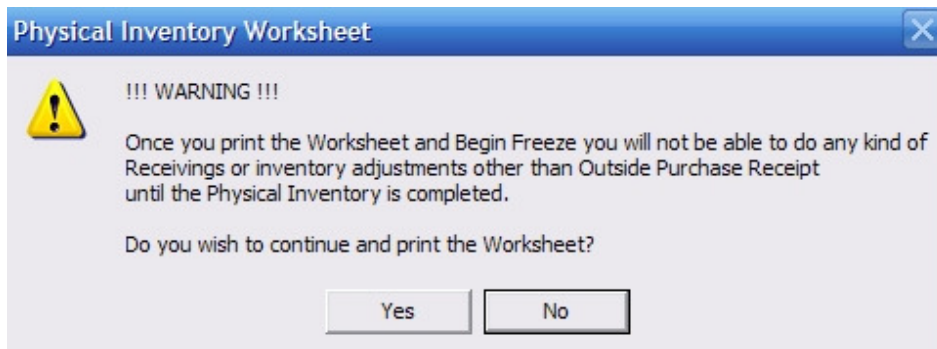 Physical Inventory Worksheet
!!! WARNING !!!
Once you print the Worksheet and Begin Freeze you will not be able to do any kind of
Receivings or inventory adjustments other than Outside Purchase Receipt
until the Physical Inventory is completed.
Do you wish to continue and print the Worksheet?
Yes No